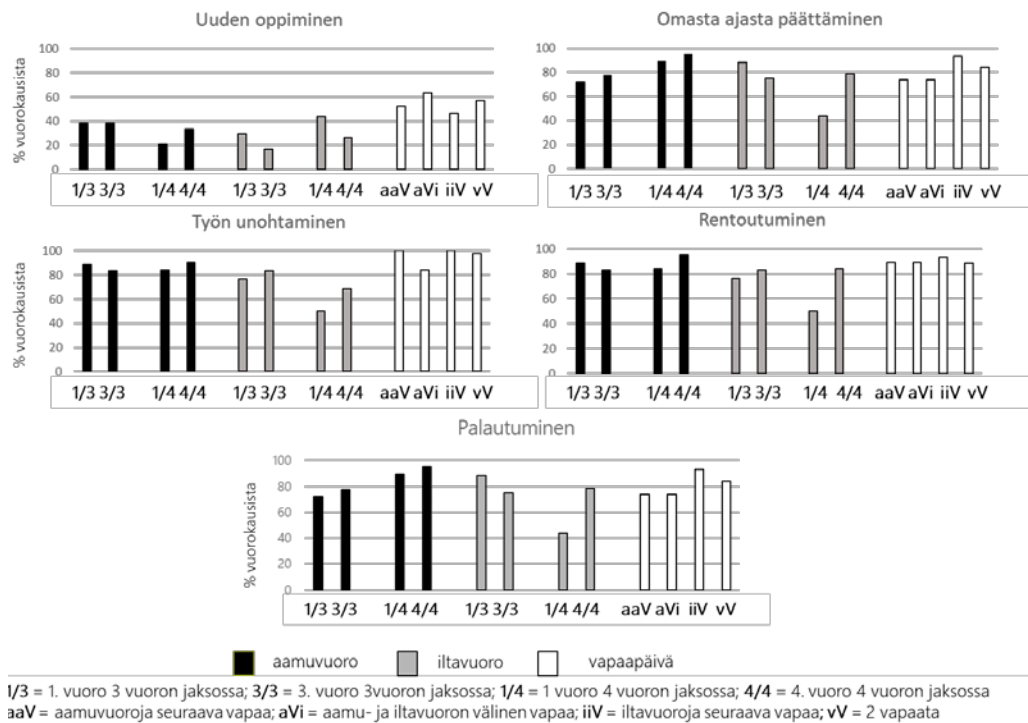 Uuden oppiminen
% vuorokausista
100
80
60
40
20
0
1/3 3/3 1/4 4/4 1/3 3/3 1/4 4/4 aaV aVi iiV vV
Omasta ajasta päättäminen
100
80
60
40
20
0
1/3 3/3 1/4 4/4 1/3 3/3 1/4 4/4 aaV aVi iiV vV
Työn unohtaminen
% vuorokausista
100
80
60
40
20
0
1/3 3/3 1/4 4/4 1/3 3/3 1/4 4/4 aaV aVi iiV vV
Rentoutuminen
100
80
60
40
20
0
1/3 3/3 1/4 4/4 1/3 3/3 1/4 4/4 aaV aVi iiV vV
Palautuminen
% vuorokausista
100
80
60
40
20
0
1/3 3/3 1/4 4/4 1/3 3/3 1/4 4/4 aaV aVi iiV vV
aamuvuoro iltavuoro vapaapäivä
1/3 = 1. vuoro 3 vuoron jaksossa; 3/3 = 3. vuoro 3vuoron jaksossa; 1/4 = 1 vuoro 4 vuoron jaksossa; 4/4 = 4. vuoro 4 vuoron jaksossa
aaV = aamuvuoroja seuraava vapaa; aVi = aamu- ja iltavuoron välinen vapaa; iiV = iltavuoroja seuraava vapaa; vV = 2 vapaata